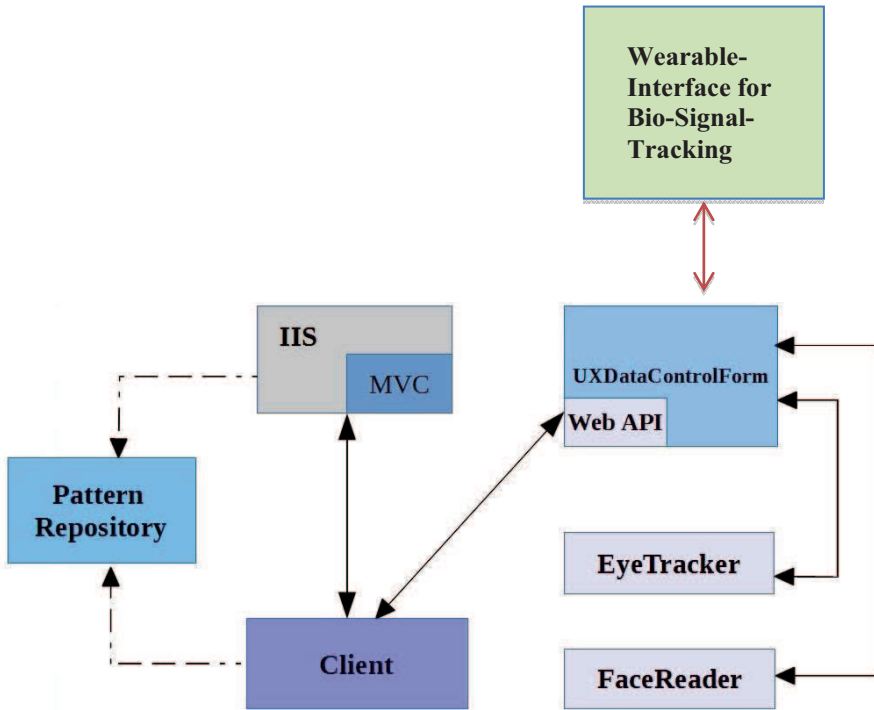 Wearable-
Interface for
Bio-Signal-
Tracking
IIS
MVC
UXDataControlForm
Web API
Pattern
Repository
EyeTracker
Client
FaceReader